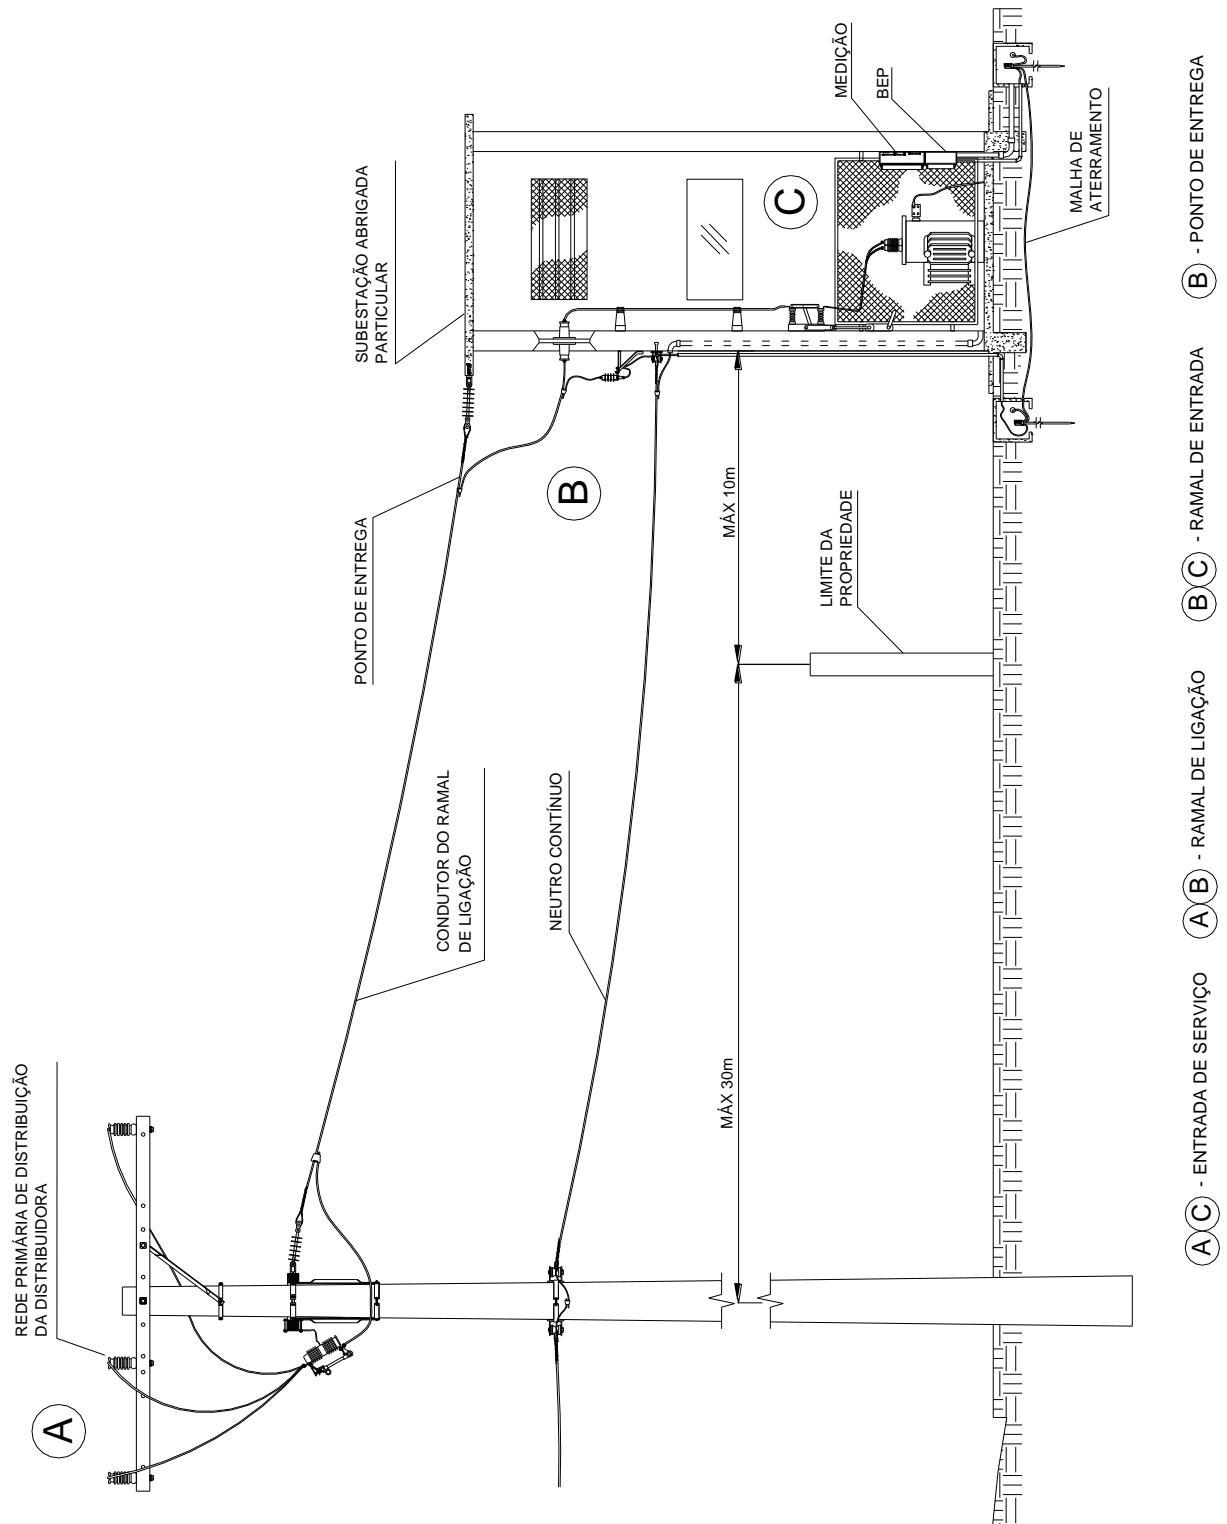 REDE PRIMÁRIA DE DISTRIBUIÇÃO
DA DISTRIBUIDORA
A
CONDUTOR DO RAMAL
DE LIGAÇÃO
NEUTRO CONTÍNUO
PONTO DE ENTREGA
B
SUBESTAÇÃO ABRIGADA
PARTICULAR
C
MEDIÇÃO
BEP
MÁX 30m
MÁX 10m
LIMITE DA
PROPRIEDADE
MALHA DE
ATERRAMENTO
A C - ENTRADA DE SERVIÇO
A B - RAMAL DE LIGAÇÃO
B C - RAMAL DE ENTRADA
B - PONTO DE ENTREGA